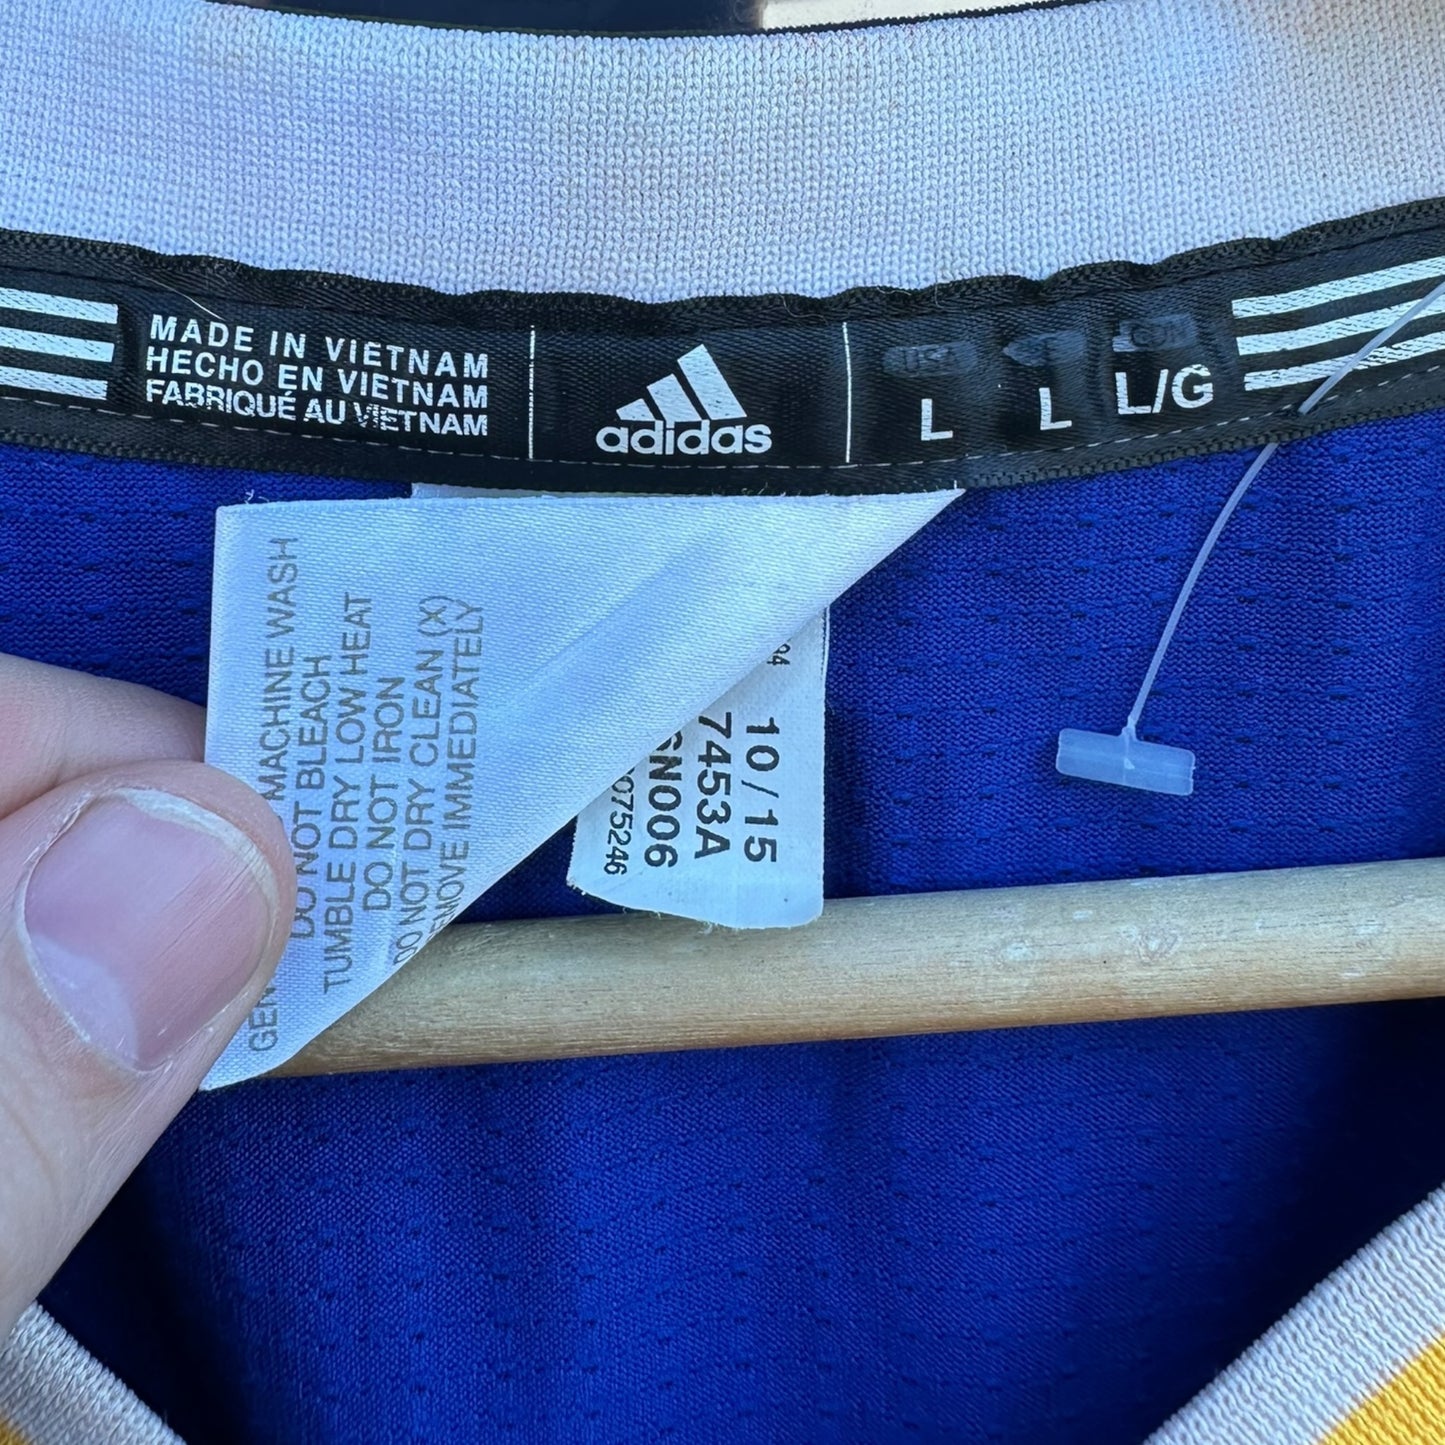 MADE IN VIETNAM
HECHO EN VIETNAM
FABRIQUÉ AU VIETNAM
adidas
L
L
L/G
MACHINE WASH
DO NOT BLEACH
TUMBLE DRY LOW HEAT
DO NOT IRON
DO NOT DRY CLEAN (X)
IMMEDIATELY
10/15
7453A